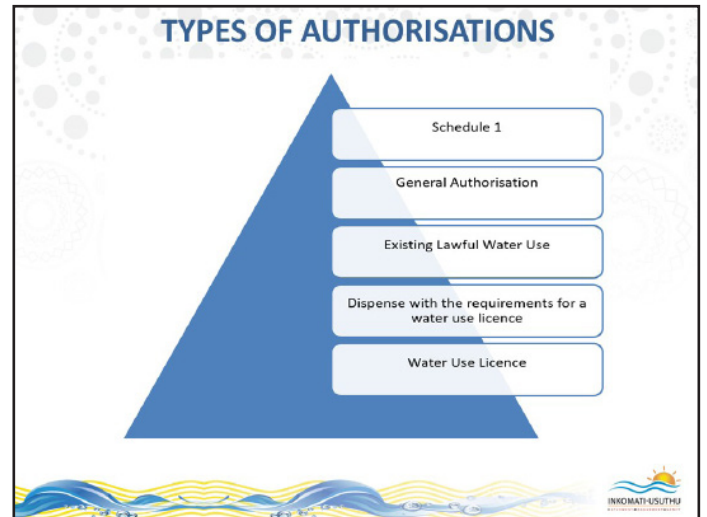 TYPES OF AUTHORISATIONS
Schedule 1
General Authorisation
Existing Lawful Water Use
Dispense with the requirements for a
water use licence
Water Use Licence
INKOMATI-USUTHU